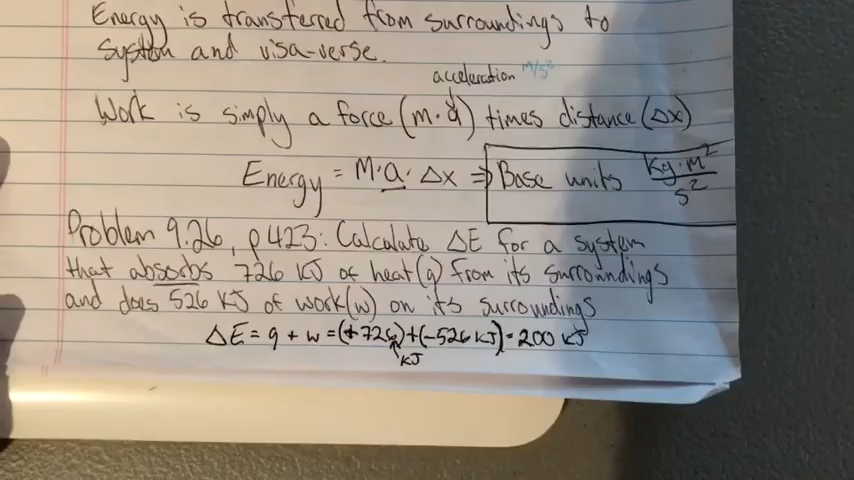 Energy is transferred from surroundings to
system and visa-verse.
acceleration m/s²
Work is simply a force (m·a) times distance (Δx)
Energy = m·a·Δx ⇒ Base units kg·m²/s²
Problem 9.26, p423: Calculate ΔE for a system
that absorbs 726 kJ of heat (q) from its surroundings
and does 526 kJ of work (w) on its surroundings
ΔE = q + w = (+726)+(-526 kJ) = 200 kJ
kJ